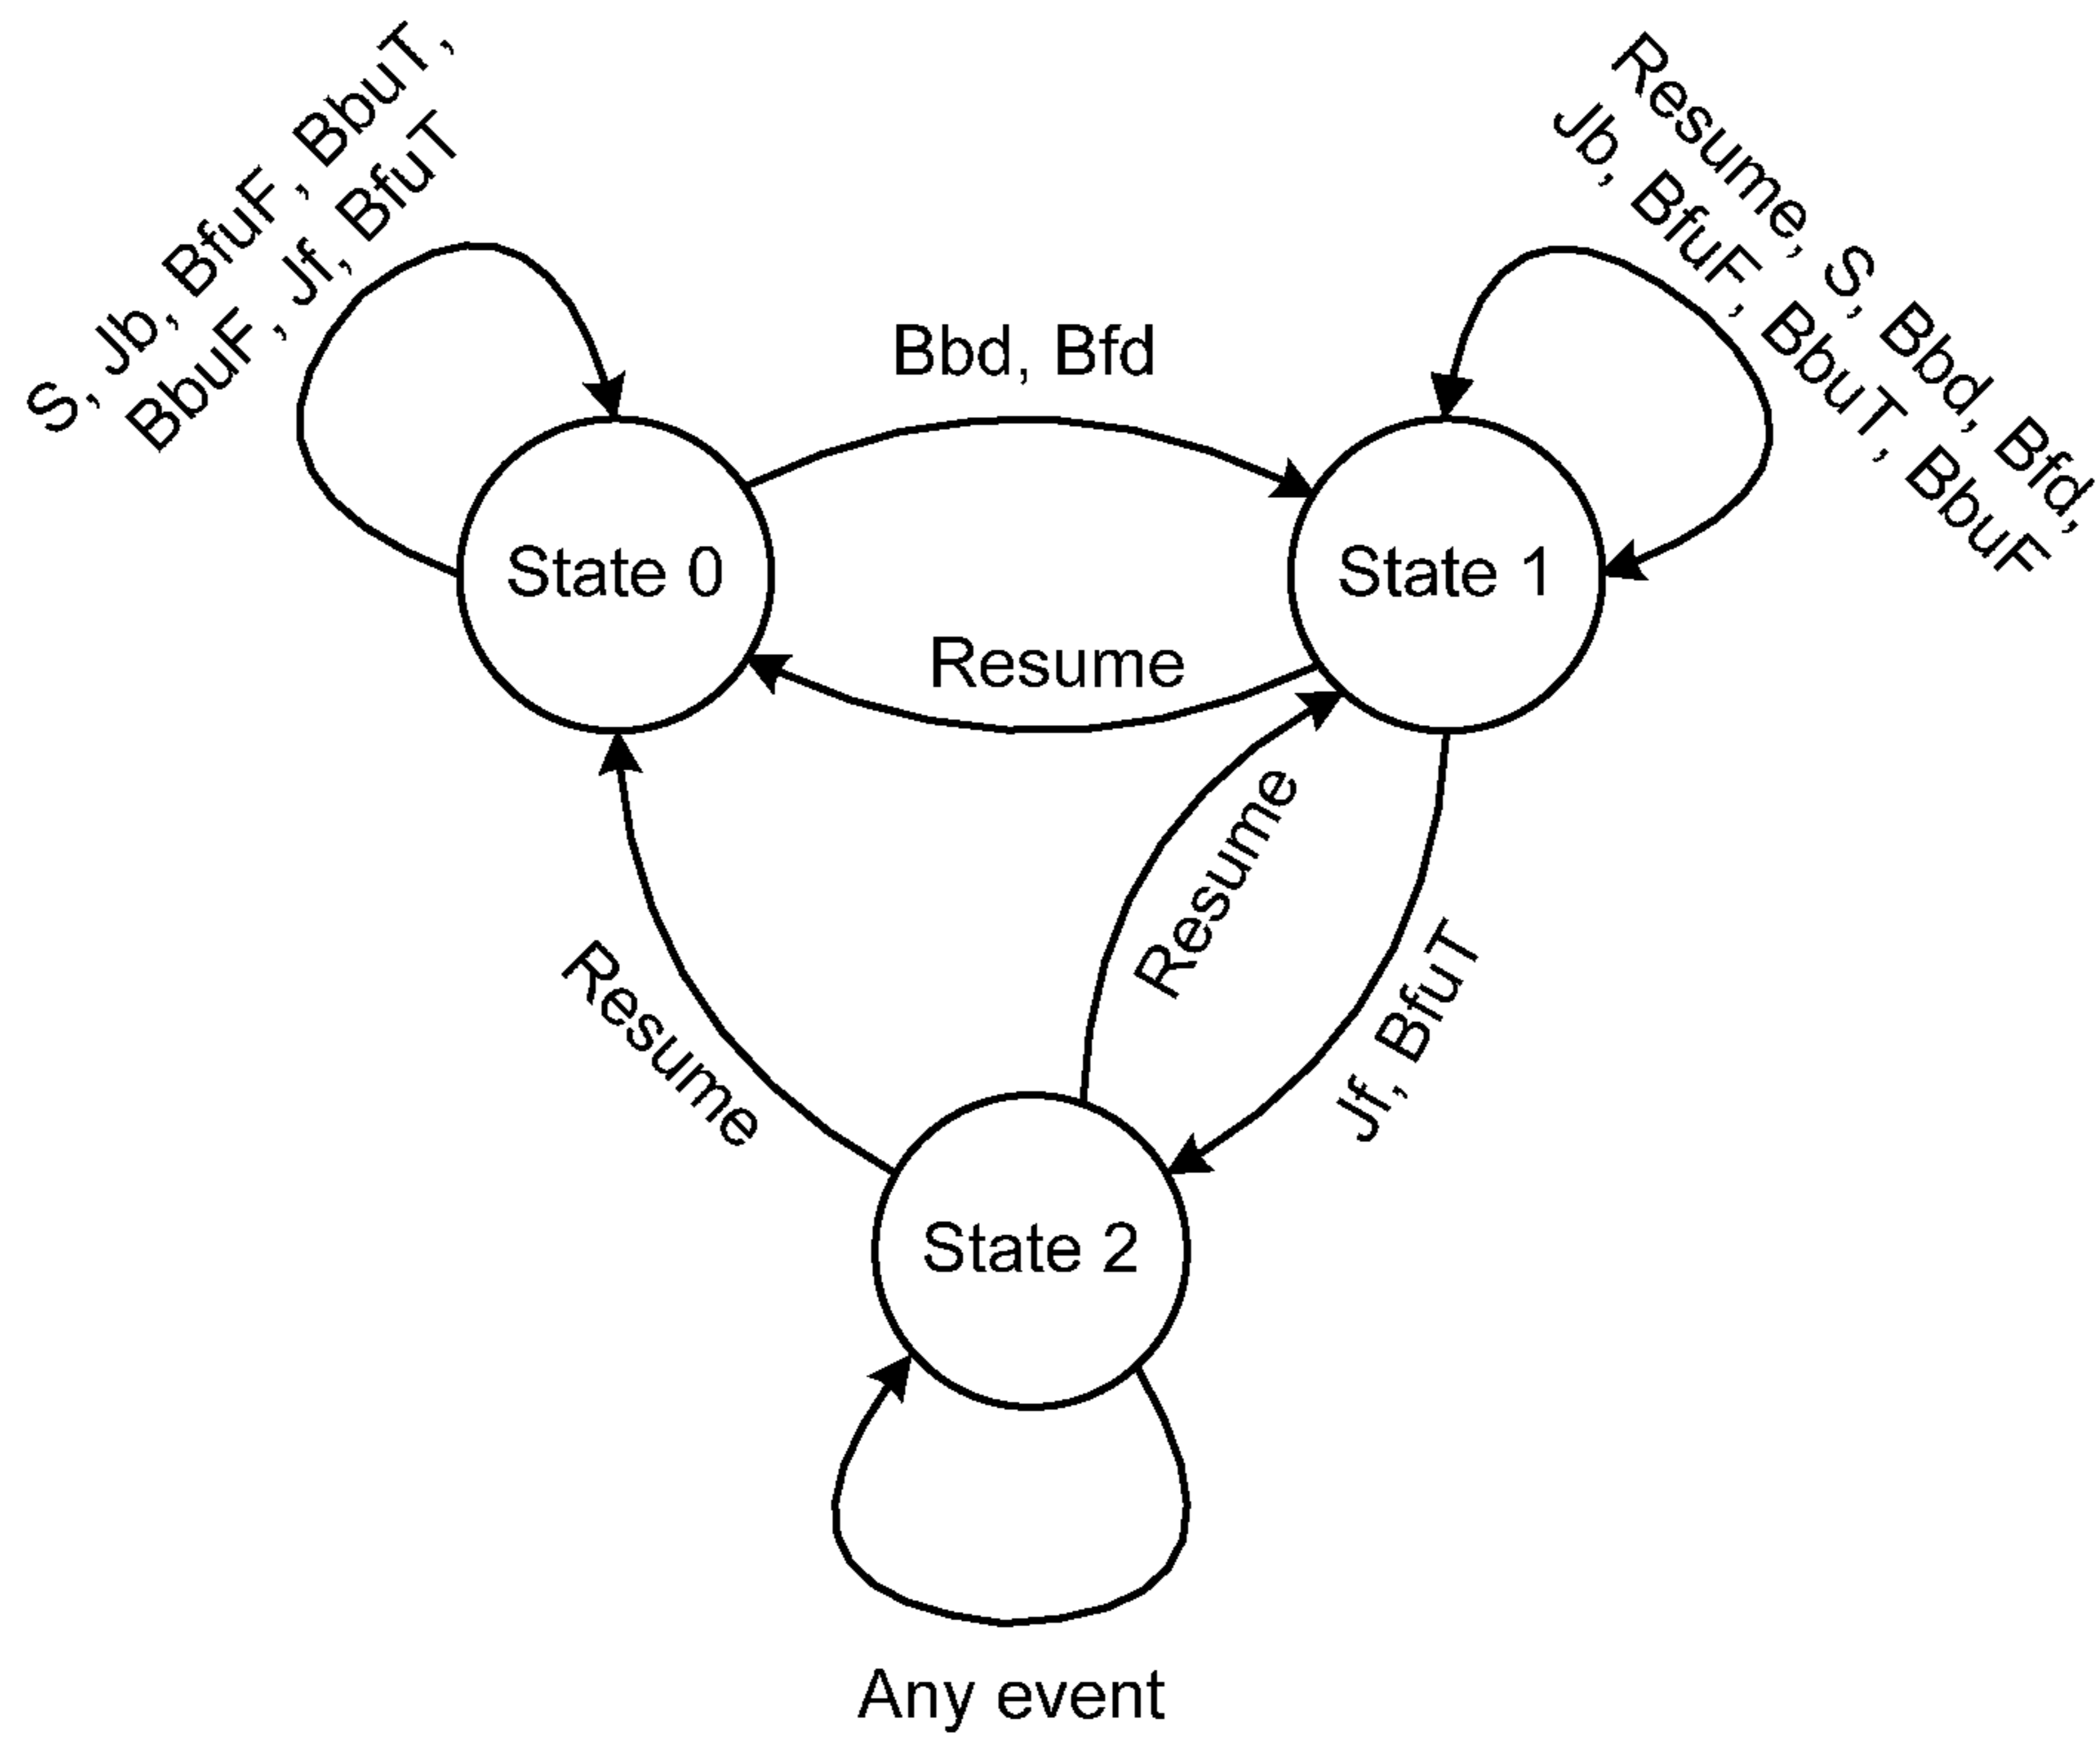 S, Jb, BfuF, BbuT,
BbuF, Jf, BfuT
Resume, S, Bbd, Bfd,
Jb, BfuF, BbuT, BbuF
Bbd, Bfd
State 0
State 1
Resume
Resume
Resume
Jf, BfuT
State 2
Any event